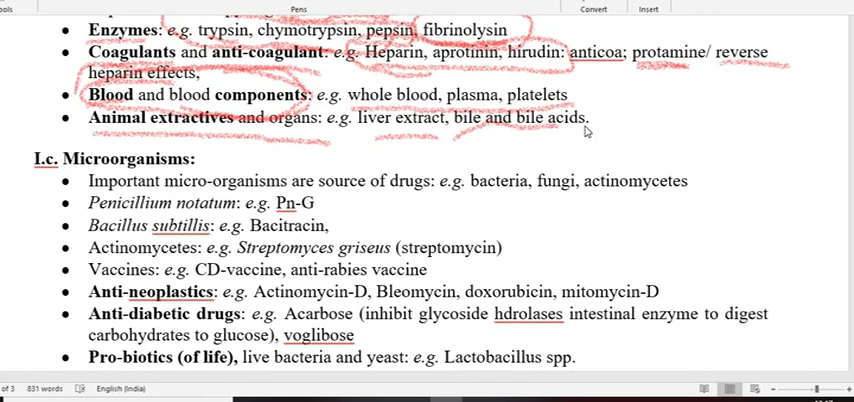 Pens
Convert
Insert
• Enzymes: e.g. trypsin, chymotrypsin, pepsin, fibrinolysin
• Coagulants and anti-coagulant: e.g. Heparin, aprotinin, hirudin: anticoa; protamine/ reverse
heparin effects,
• Blood and blood components: e.g. whole blood, plasma, platelets
• Animal extractives and organs: e.g. liver extract, bile and bile acids.
I.c. Microorganisms:
• Important micro-organisms are source of drugs: e.g. bacteria, fungi, actinomycetes
• Penicillium notatum: e.g. Pn-G
• Bacillus subtillis: e.g. Bacitracin,
• Actinomycetes: e.g. Streptomyces griseus (streptomycin)
• Vaccines: e.g. CD-vaccine, anti-rabies vaccine
• Anti-neoplastics: e.g. Actinomycin-D, Bleomycin, doxorubicin, mitomycin-D
• Anti-diabetic drugs: e.g. Acarbose (inhibit glycoside hdrolases intestinal enzyme to digest
carbohydrates to glucose), voglibose
• Pro-biotics (of life), live bacteria and yeast: e.g. Lactobacillus spp.
of 3 831 words English (India)